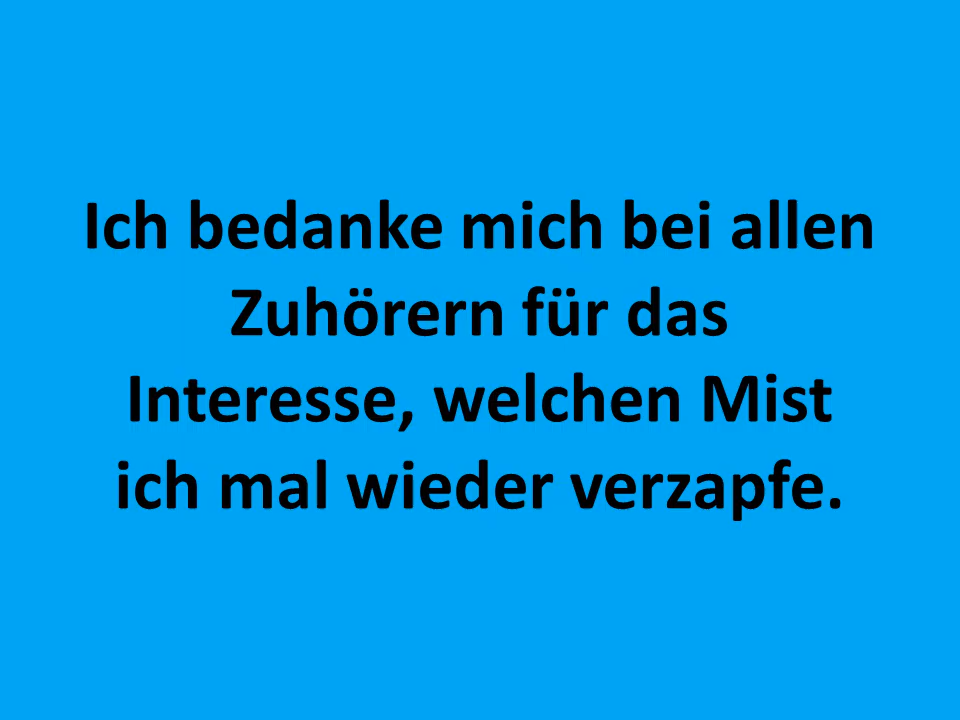 Ich bedanke mich bei allen
Zuhörern für das
Interesse, welchen Mist
ich mal wieder verzapfe.